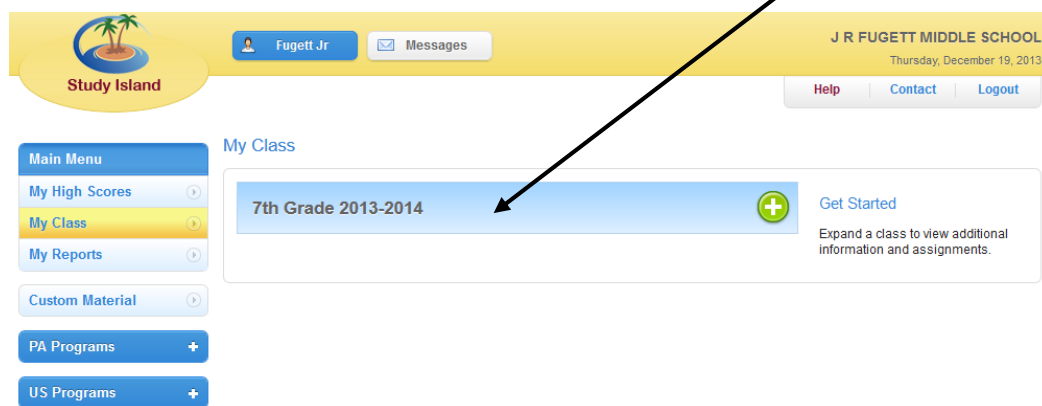 Study Island
Fugett Jr
Messages
J R FUGETT MIDDLE SCHOOL
Thursday, December 19, 2013
Help
Contact
Logout
Main Menu
My High Scores
My Class
My Reports
Custom Material
PA Programs
US Programs
My Class
7th Grade 2013-2014
Get Started
Expand a class to view additional
information and assignments.